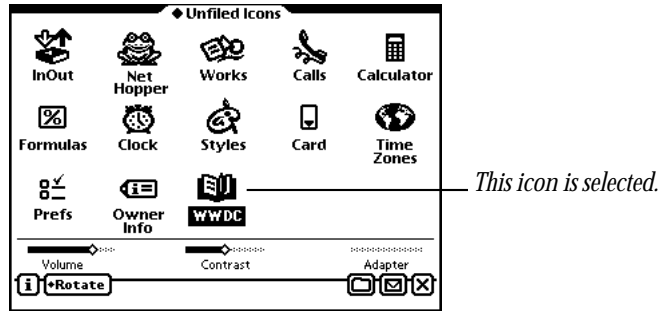 ◆Unfiled Icons
InOut
Net
Hopper
Works
Calls
Calculator
Formulas
Clock
Styles
Card
Time
Zones
Prefs
Owner
Info
WWDC
This icon is selected.
Volume
Contrast
Adapter
i ◆Rotate X